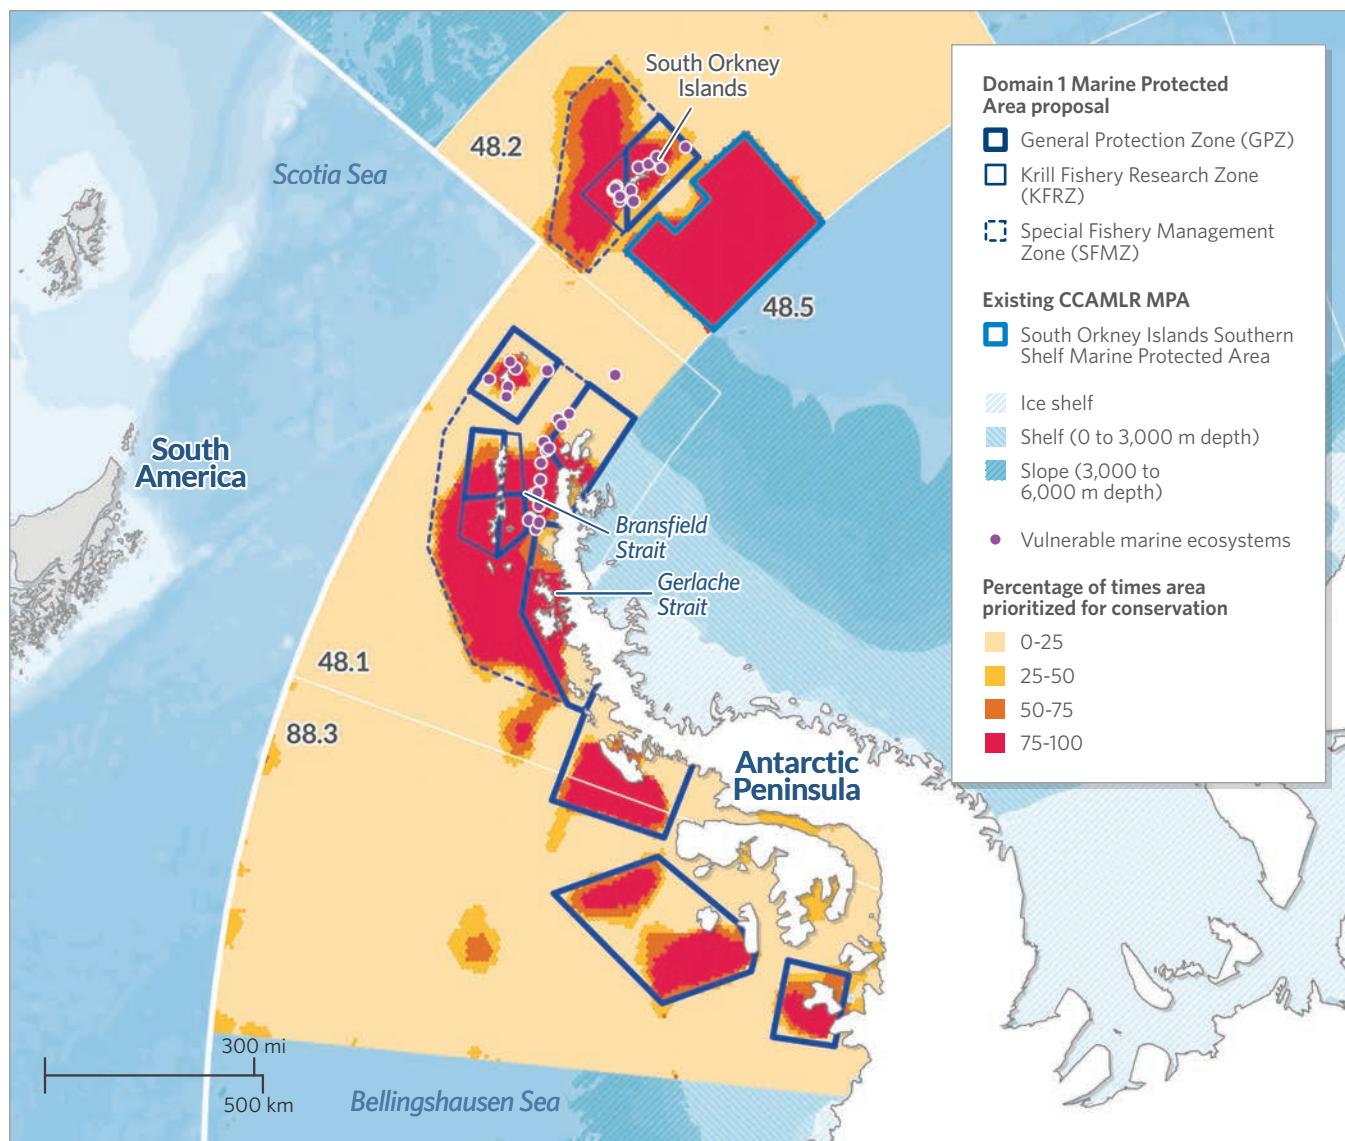 South Orkney
Islands
48.2
Scotia Sea
48.5
South
America
Bransfield
Strait
Gerlache
Strait
48.1
88.3
Antarctic
Peninsula
300 mi
500 km
Bellingshausen Sea
Domain 1 Marine Protected
Area proposal
General Protection Zone (GPZ)
Krill Fishery Research Zone
(KFRZ)
Special Fishery Management
Zone (SFMZ)
Existing CCAMLR MPA
South Orkney Islands Southern
Shelf Marine Protected Area
Ice shelf
Shelf (0 to 3,000 m depth)
Slope (3,000 to
6,000 m depth)
Vulnerable marine ecosystems
Percentage of times area
prioritized for conservation
0-25
25-50
50-75
75-100